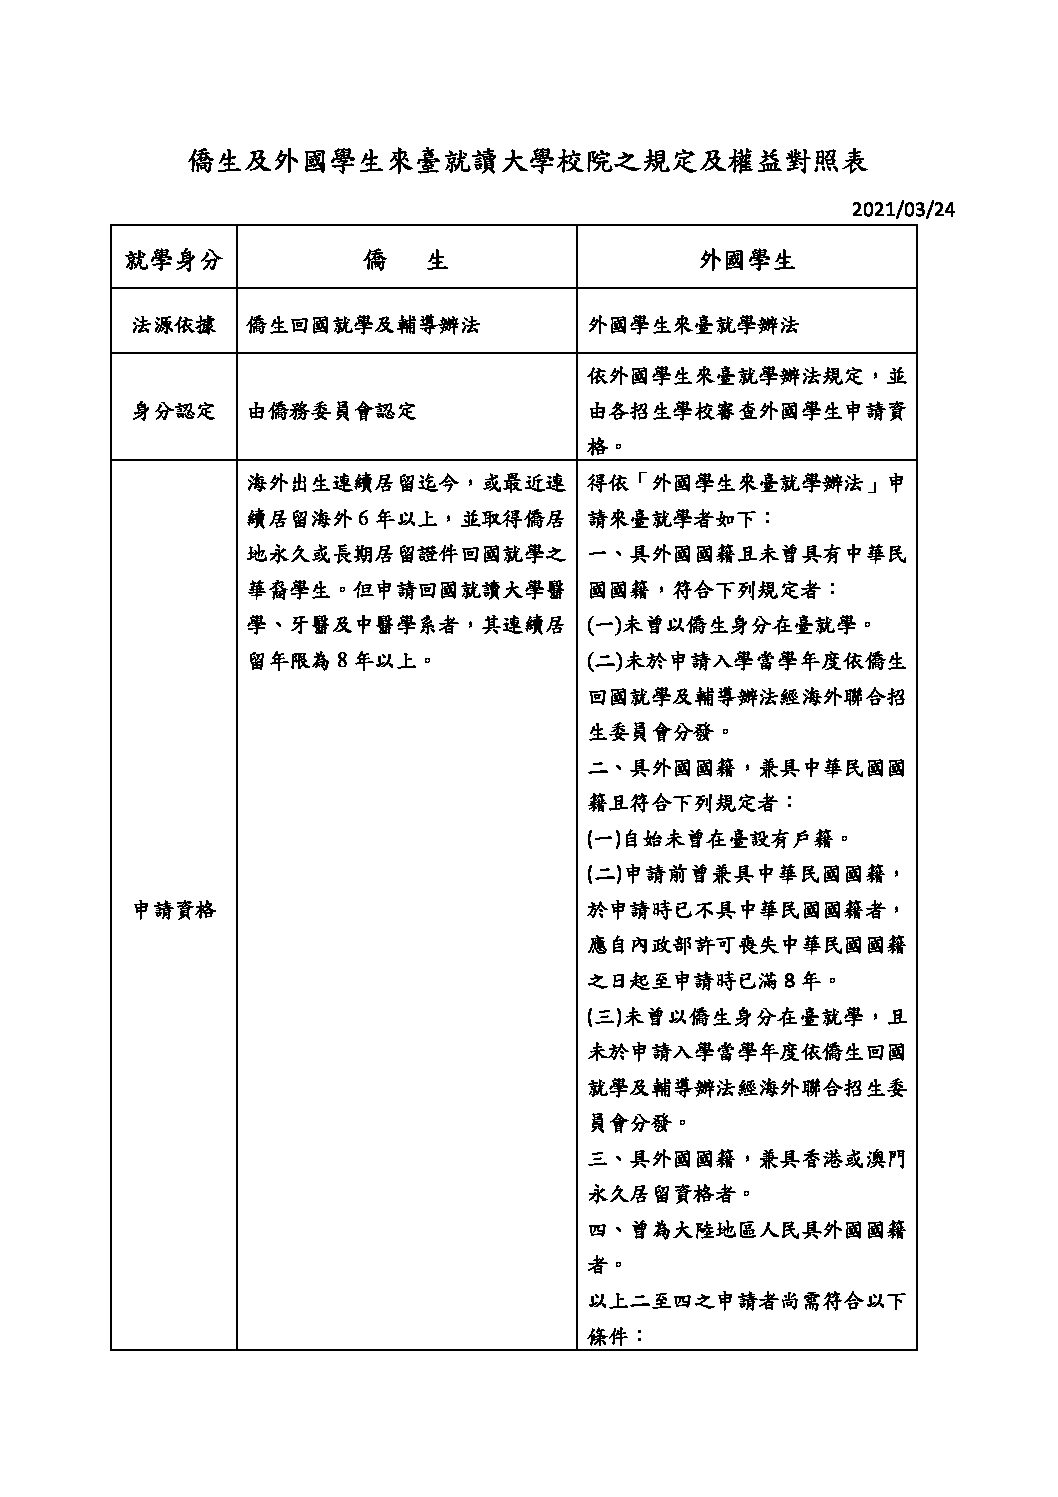 僑生及外國學生來臺就讀大學校院之規定及權益對照表
2021/03/24
就學身分
僑 生
外國學生
法源依據
僑生回國就學及輔導辦法
外國學生來臺就學辦法
身分認定
由僑務委員會認定
依外國學生來臺就學辦法規定，並
由各招生學校審查外國學生申請資
格。
申請資格
海外出生連續居留迄今，或最近連
續居留海外 6 年以上，並取得僑居
地永久或長期居留證件回國就學之
華裔學生。但申請回國就讀大學醫
學、牙醫及中醫學系者，其連續居
留年限為 8 年以上。
得依「外國學生來臺就學辦法」申
請來臺就學者如下：
一、具外國國籍且未曾具有中華民
國國籍，符合下列規定者：
(一)未曾以僑生身分在臺就學。
(二)未於申請入學當學年度依僑生
回國就學及輔導辦法經海外聯合招
生委員會分發。
二、具外國國籍，兼具中華民國國
籍且符合下列規定者：
(一)自始未曾在臺設有戶籍。
(二)申請前曾兼具中華民國國籍，
於申請時已不具中華民國國籍者，
應自內政部許可喪失中華民國國籍
之日起至申請時已滿 8 年。
(三)未曾以僑生身分在臺就學，且
未於申請入學當學年度依僑生回國
就學及輔導辦法經海外聯合招生委
員會分發。
三、具外國國籍，兼具香港或澳門
永久居留資格者。
四、曾為大陸地區人民具外國國籍
者。
以上二至四之申請者尚需符合以下
條件：